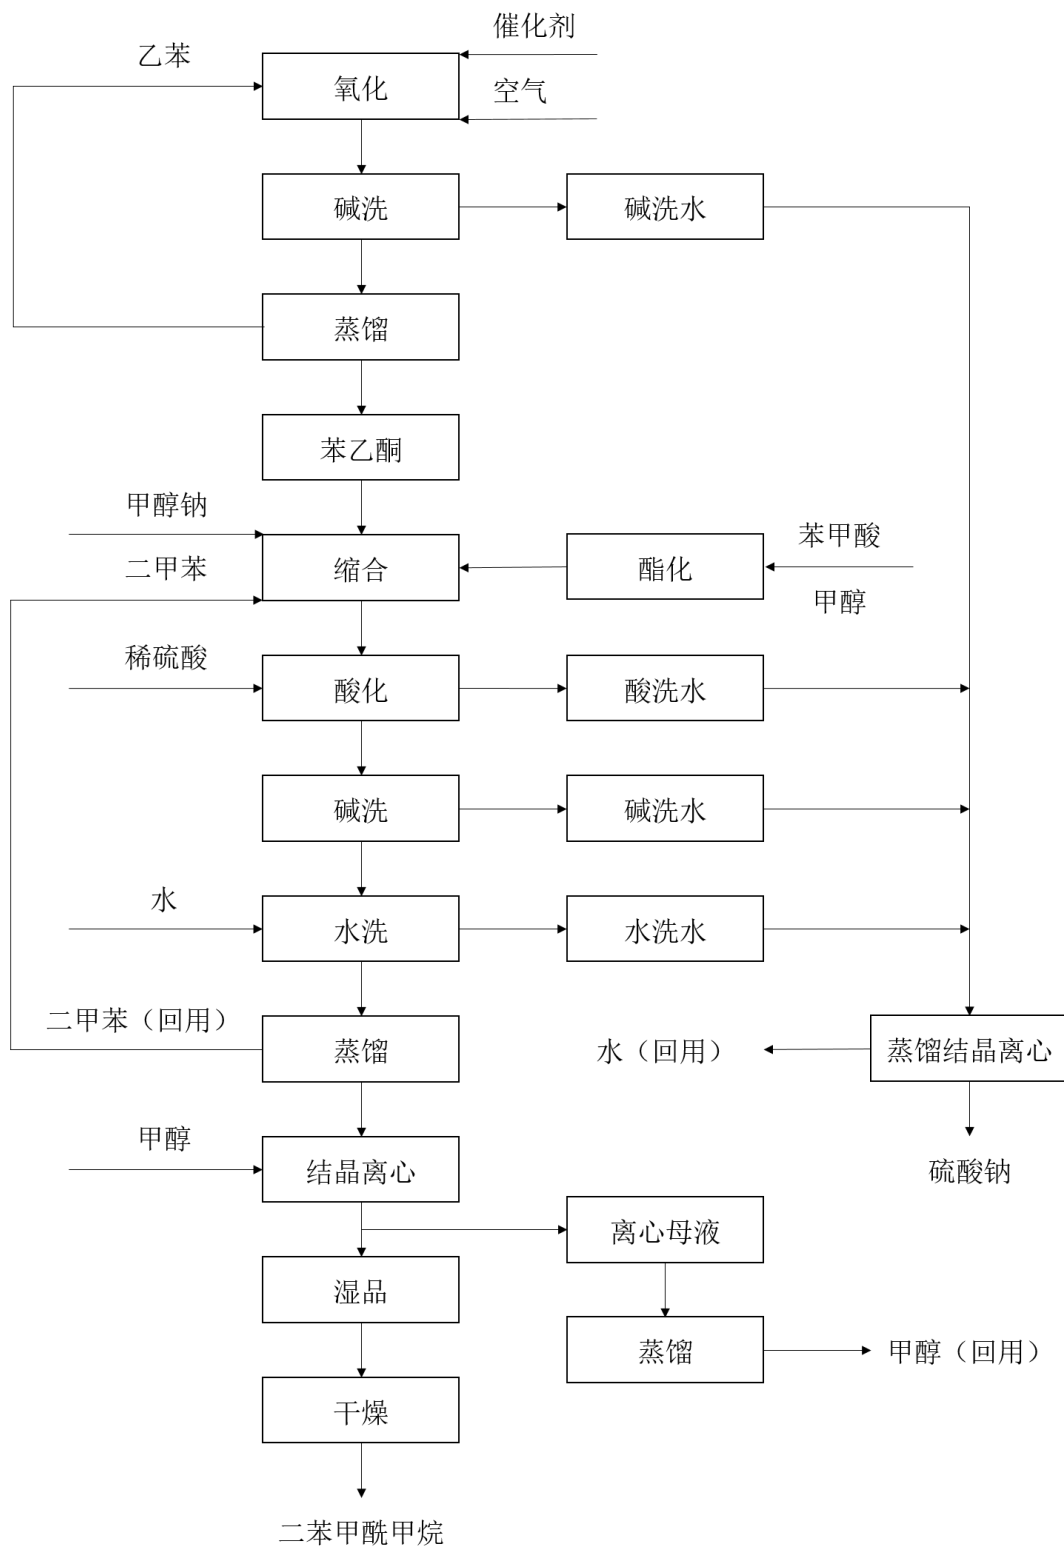 催化剂
乙苯
氧化
空气
碱洗
碱洗水
蒸馏
苯乙酮
甲醇钠
苯甲酸
二甲苯
缩合
酯化
甲醇
稀硫酸
酸化
酸洗水
碱洗
碱洗水
水
水洗
水洗水
二甲苯（回用）
蒸馏
水（回用）
蒸馏结晶离心
甲醇
结晶离心
硫酸钠
离心母液
湿品
蒸馏
甲醇（回用）
干燥
二苯甲酰甲烷